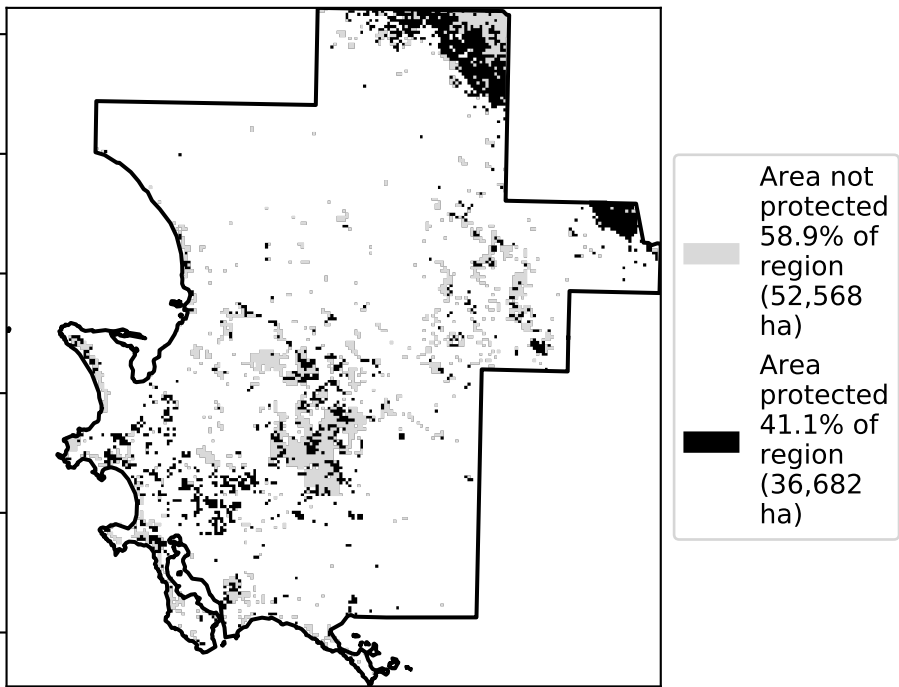 Area not
protected
58.9% of
region
(52,568
ha)
Area
protected
41.1% of
region
(36,682
ha)